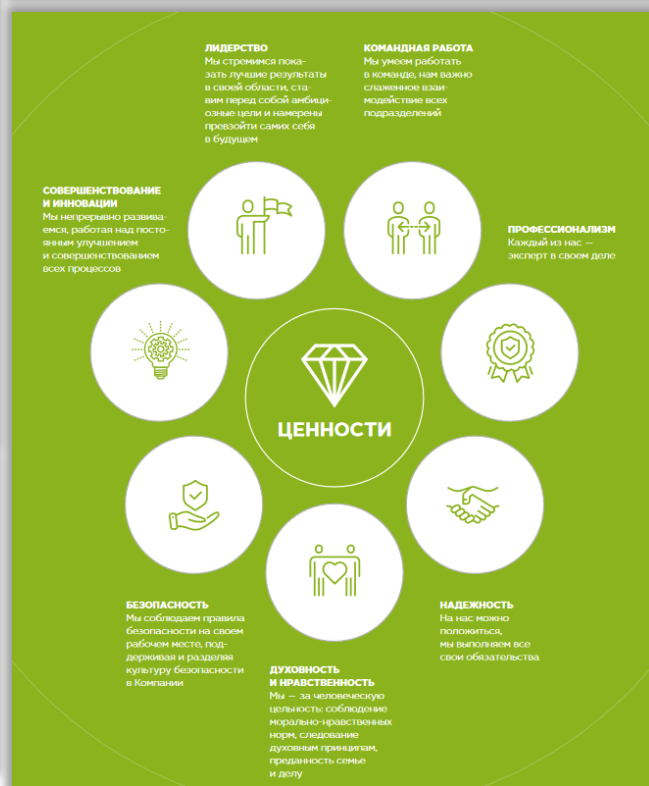 ЛИДЕРСТВО
Мы стремимся пока-
зать лучшие результаты
в своей области, ста-
вим перед собой амбици-
озные цели и намерены
превзойти самих себя
в будущем
КОМАНДНАЯ РАБОТА
Мы умеем работать
в команде, нам важно
слаженное взаи-
модействие всех
подразделений
СОВЕРШЕНСТВОВАНИЕ
И ИННОВАЦИИ
Мы непрерывно развива-
емся, работая над посто-
янным улучшением
и совершенствованием
всех процессов
ПРОФЕССИОНАЛИЗМ
Каждый из нас —
эксперт в своем деле
ЦЕННОСТИ
БЕЗОПАСНОСТЬ
Мы соблюдаем правила
безопасности на своем
рабочем месте, под-
держивая и разделяя
культуру безопасности
в Компании
НАДЕЖНОСТЬ
На нас можно
положиться,
мы выполняем все
свои обязательства
ДУХОВНОСТЬ
И НРАВСТВЕННОСТЬ
Мы — за человеческую
цельность: соблюдение
морально-нравственных
норм, следование
духовным принципам,
преданность семье
и делу